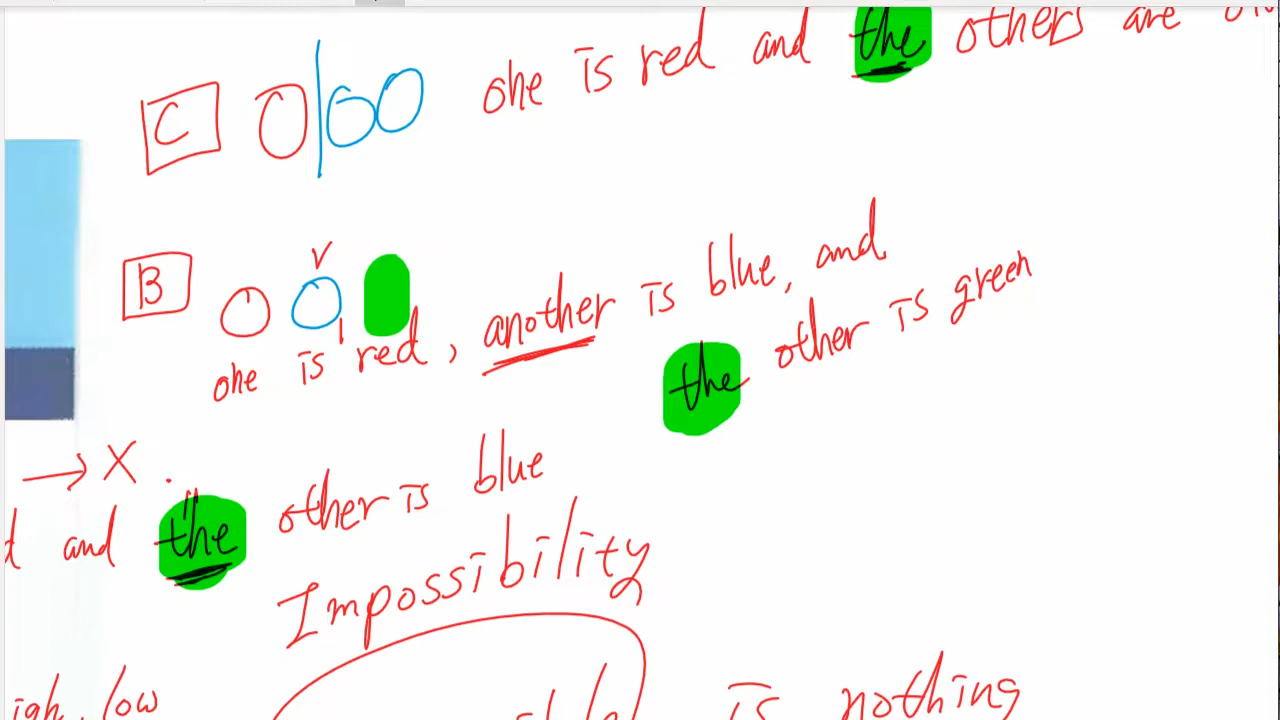 C one is red and the others are
B one is red, another is blue, and
the other is green
→ X.
and the other is blue
Impossibility
low
is nothing